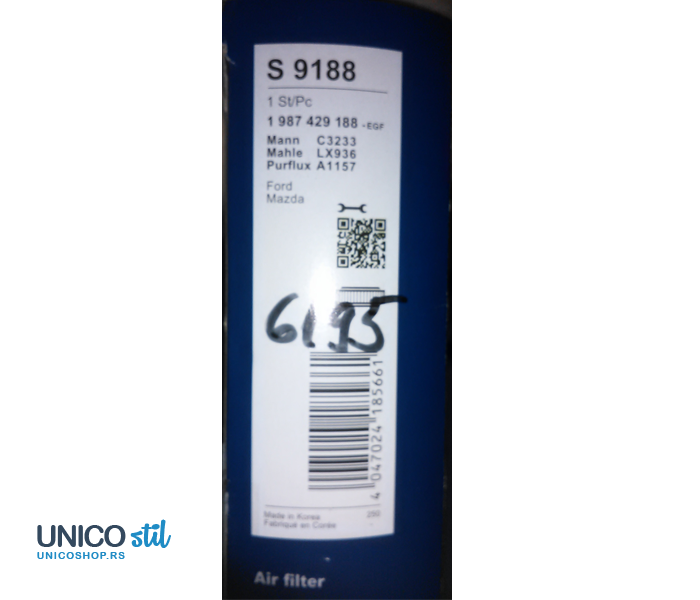 S 9188
1 St/Pc
1 987 429 188 -EGF
Mann C3233
Mahle LX936
Purflux A1157
Ford
Mazda
6195
4 047024 185661
Made in Korea
Fabriqué en Corée
Air filter
UNICO stil
UNICOSHOP.RS